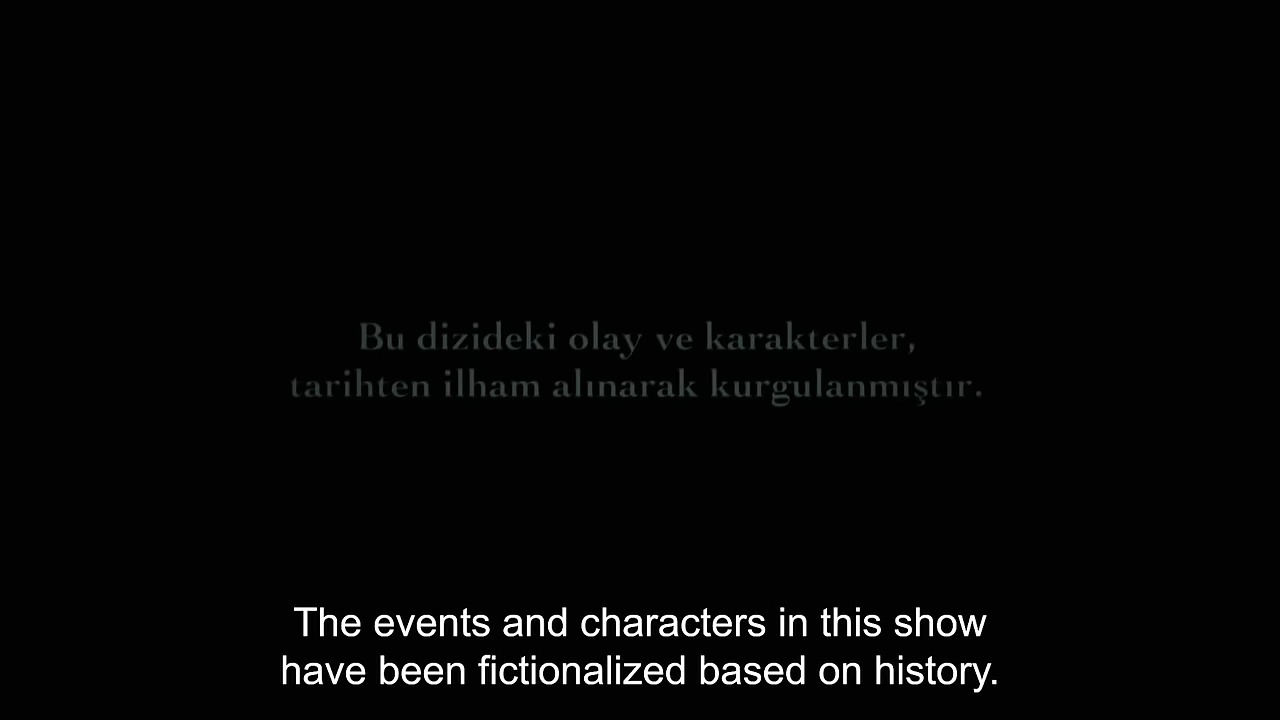 Bu dizideki olay ve karakterler,
tarihten ilham alınarak kurgulanmıştır.
The events and characters in this show
have been fictionalized based on history.